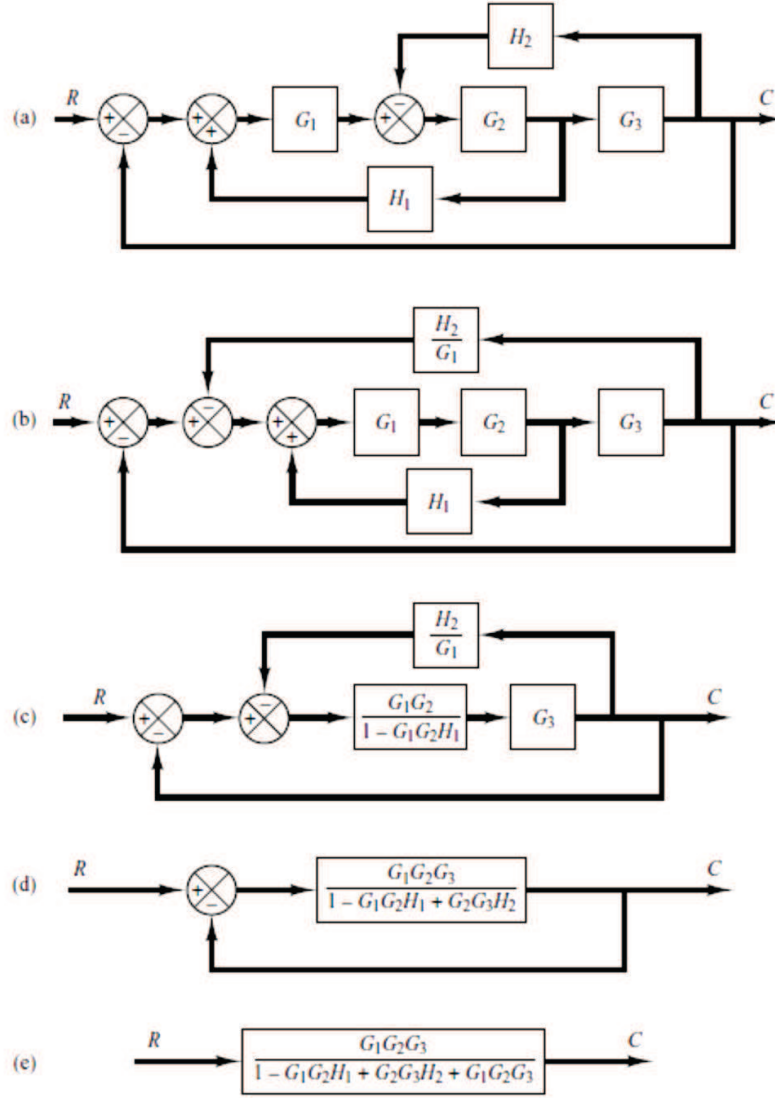 H₂
(a) R + − + + G₁ − + G₂ G₃ C
H₁
H₂
G₁
(b) R + − − + + + G₁ G₂ G₃ C
H₁
H₂
G₁
(c) R + − − + G₁G₂ G₃ C
1 − G₁G₂H₁
(d) R + − G₁G₂G₃ C
1 − G₁G₂H₁ + G₂G₃H₂
(e) R G₁G₂G₃ C
1 − G₁G₂H₁ + G₂G₃H₂ + G₁G₂G₃